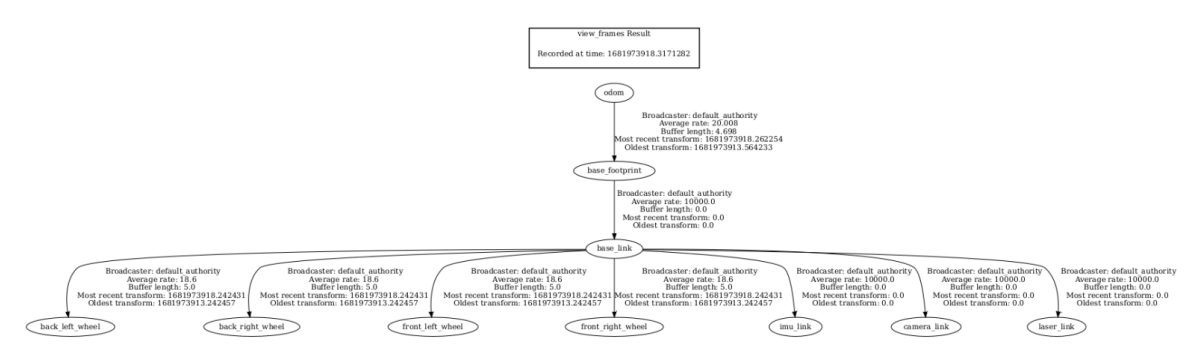 view_frames Result
Recorded at time: 1681973918.3171282
odom
Broadcaster: default_authority
Average rate: 20.008
Buffer length: 4.698
Most recent transform: 1681973918.262254
Oldest transform: 1681973913.564233
base_footprint
Broadcaster: default_authority
Average rate: 10000.0
Buffer length: 0.0
Most recent transform: 0.0
Oldest transform: 0.0
base_link
Broadcaster: default_authority
Average rate: 18.6
Buffer length: 5.0
Most recent transform: 1681973918.242431
Oldest transform: 1681973913.242457
back_left_wheel
Broadcaster: default_authority
Average rate: 18.6
Buffer length: 5.0
Most recent transform: 1681973918.242431
Oldest transform: 1681973913.242457
back_right_wheel
Broadcaster: default_authority
Average rate: 18.6
Buffer length: 5.0
Most recent transform: 1681973918.242431
Oldest transform: 1681973913.242457
front_left_wheel
Broadcaster: default_authority
Average rate: 18.6
Buffer length: 5.0
Most recent transform: 1681973918.242431
Oldest transform: 1681973913.242457
front_right_wheel
Broadcaster: default_authority
Average rate: 10000.0
Buffer length: 0.0
Most recent transform: 0.0
Oldest transform: 0.0
imu_link
Broadcaster: default_authority
Average rate: 10000.0
Buffer length: 0.0
Most recent transform: 0.0
Oldest transform: 0.0
camera_link
Broadcaster: default_authority
Average rate: 10000.0
Buffer length: 0.0
Most recent transform: 0.0
Oldest transform: 0.0
laser_link